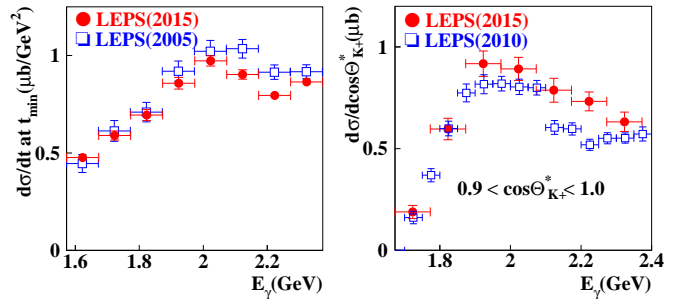 LEPS(2015)
LEPS(2005)
dσ/dt at t_min(μb/GeV²)
1
0.5
0
1.6 1.8 2 2.2
E_γ(GeV)
LEPS(2015)
LEPS(2010)
dσ/dcosΘ*_K+(μb)
1
0.5
0
0.9 < cosΘ*_K+ < 1.0
1.8 2 2.2 2.4
E_γ(GeV)